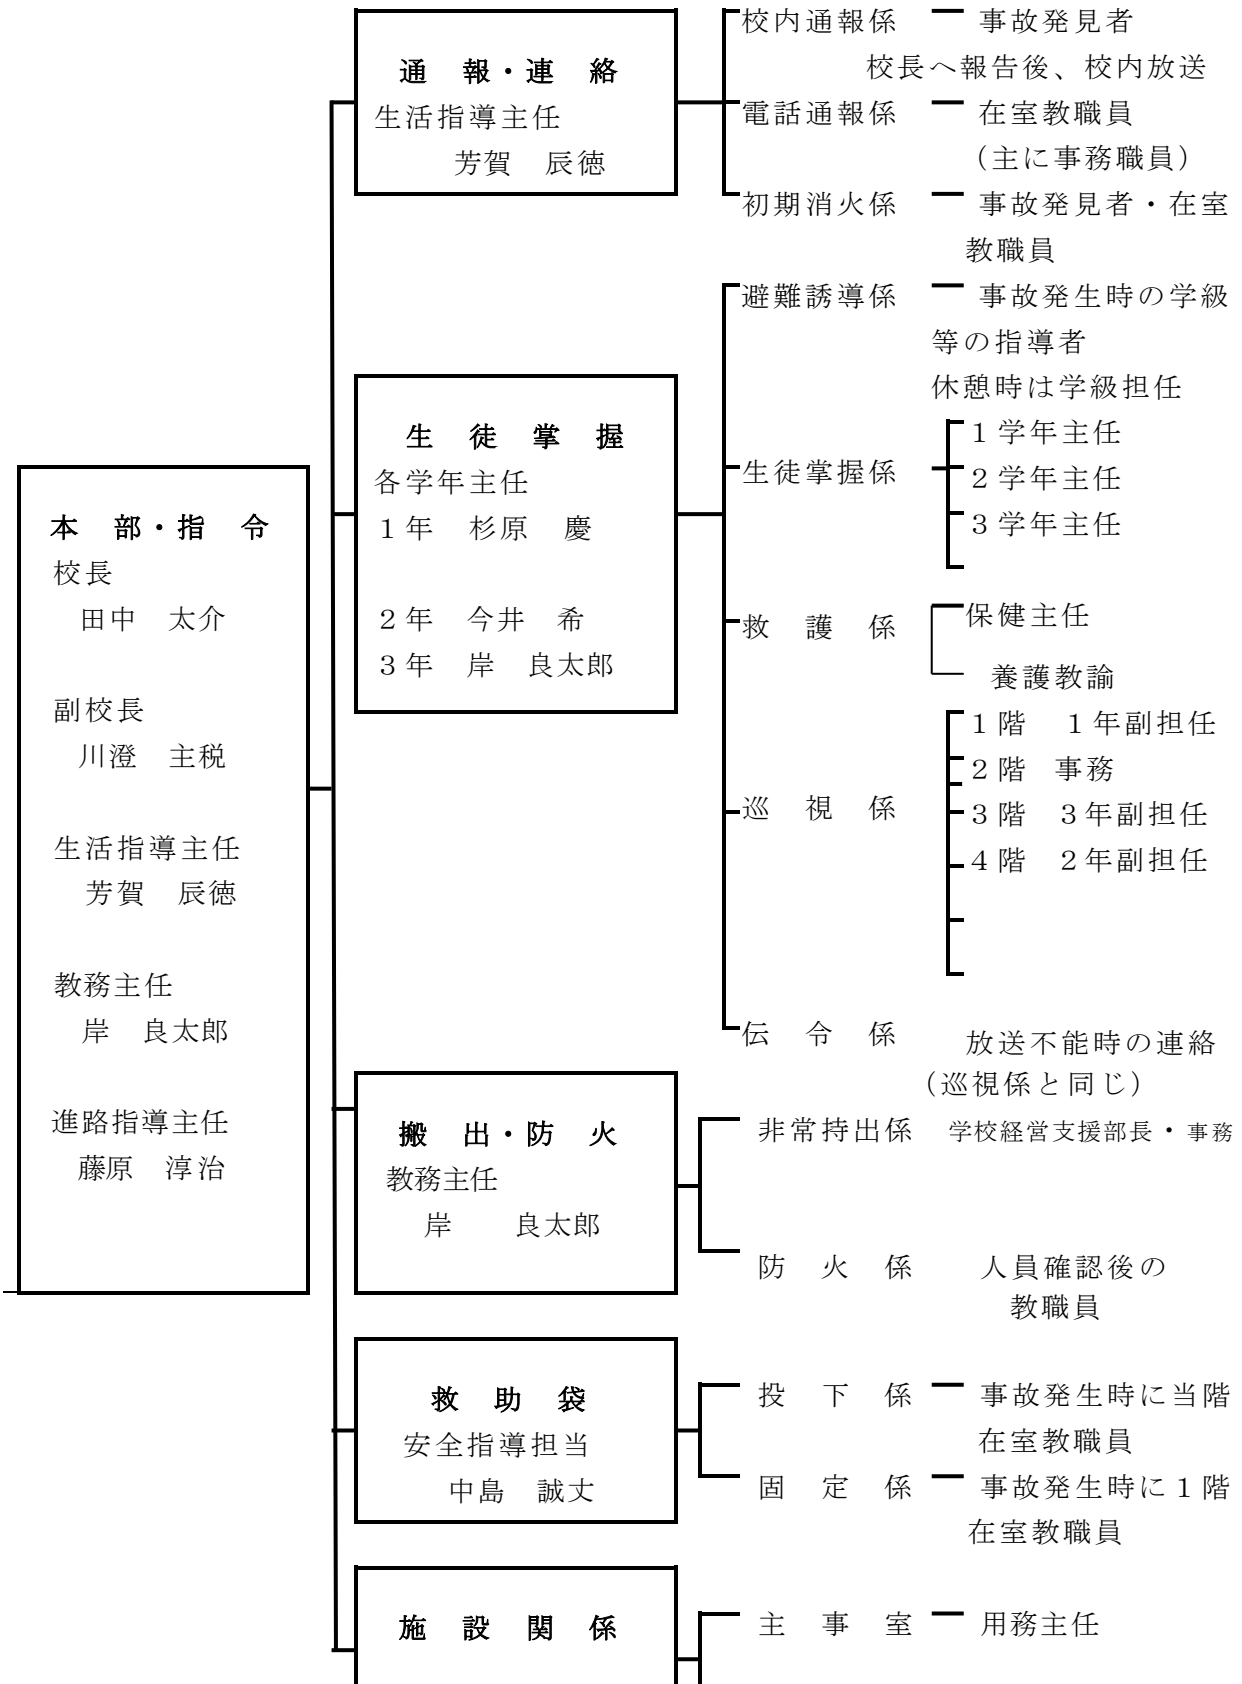 本　部・指　令
校長
田中　太介
副校長
川澄　主税
生活指導主任
芳賀　辰徳
教務主任
岸　良太郎
進路指導主任
藤原　淳治
通　報・連　絡
生活指導主任
芳賀　辰徳
校内通報係　事故発見者
校長へ報告後、校内放送
電話通報係　在室教職員
（主に事務職員）
初期消火係　事故発見者・在室
教職員
生　徒　掌　握
各学年主任
１年　杉原　慶
２年　今井　希
３年　岸　良太郎
避難誘導係　事故発生時の学級
等の指導者
休憩時は学級担任
生徒掌握係
１学年主任
２学年主任
３学年主任
救　護　係
保健主任
養護教諭
巡　視　係
１階　１年副担任
２階　事務
３階　３年副担任
４階　２年副担任
伝　令　係　放送不能時の連絡
（巡視係と同じ）
搬　出・防　火
教務主任
岸　良太郎
非常持出係　学校経営支援部長・事務
防　火　係　人員確認後の
教職員
救　助　袋
安全指導担当
中島　誠丈
投　下　係　事故発生時に当階
在室教職員
固　定　係　事故発生時に１階
在室教職員
施　設　関　係
主　事　室　用務主任